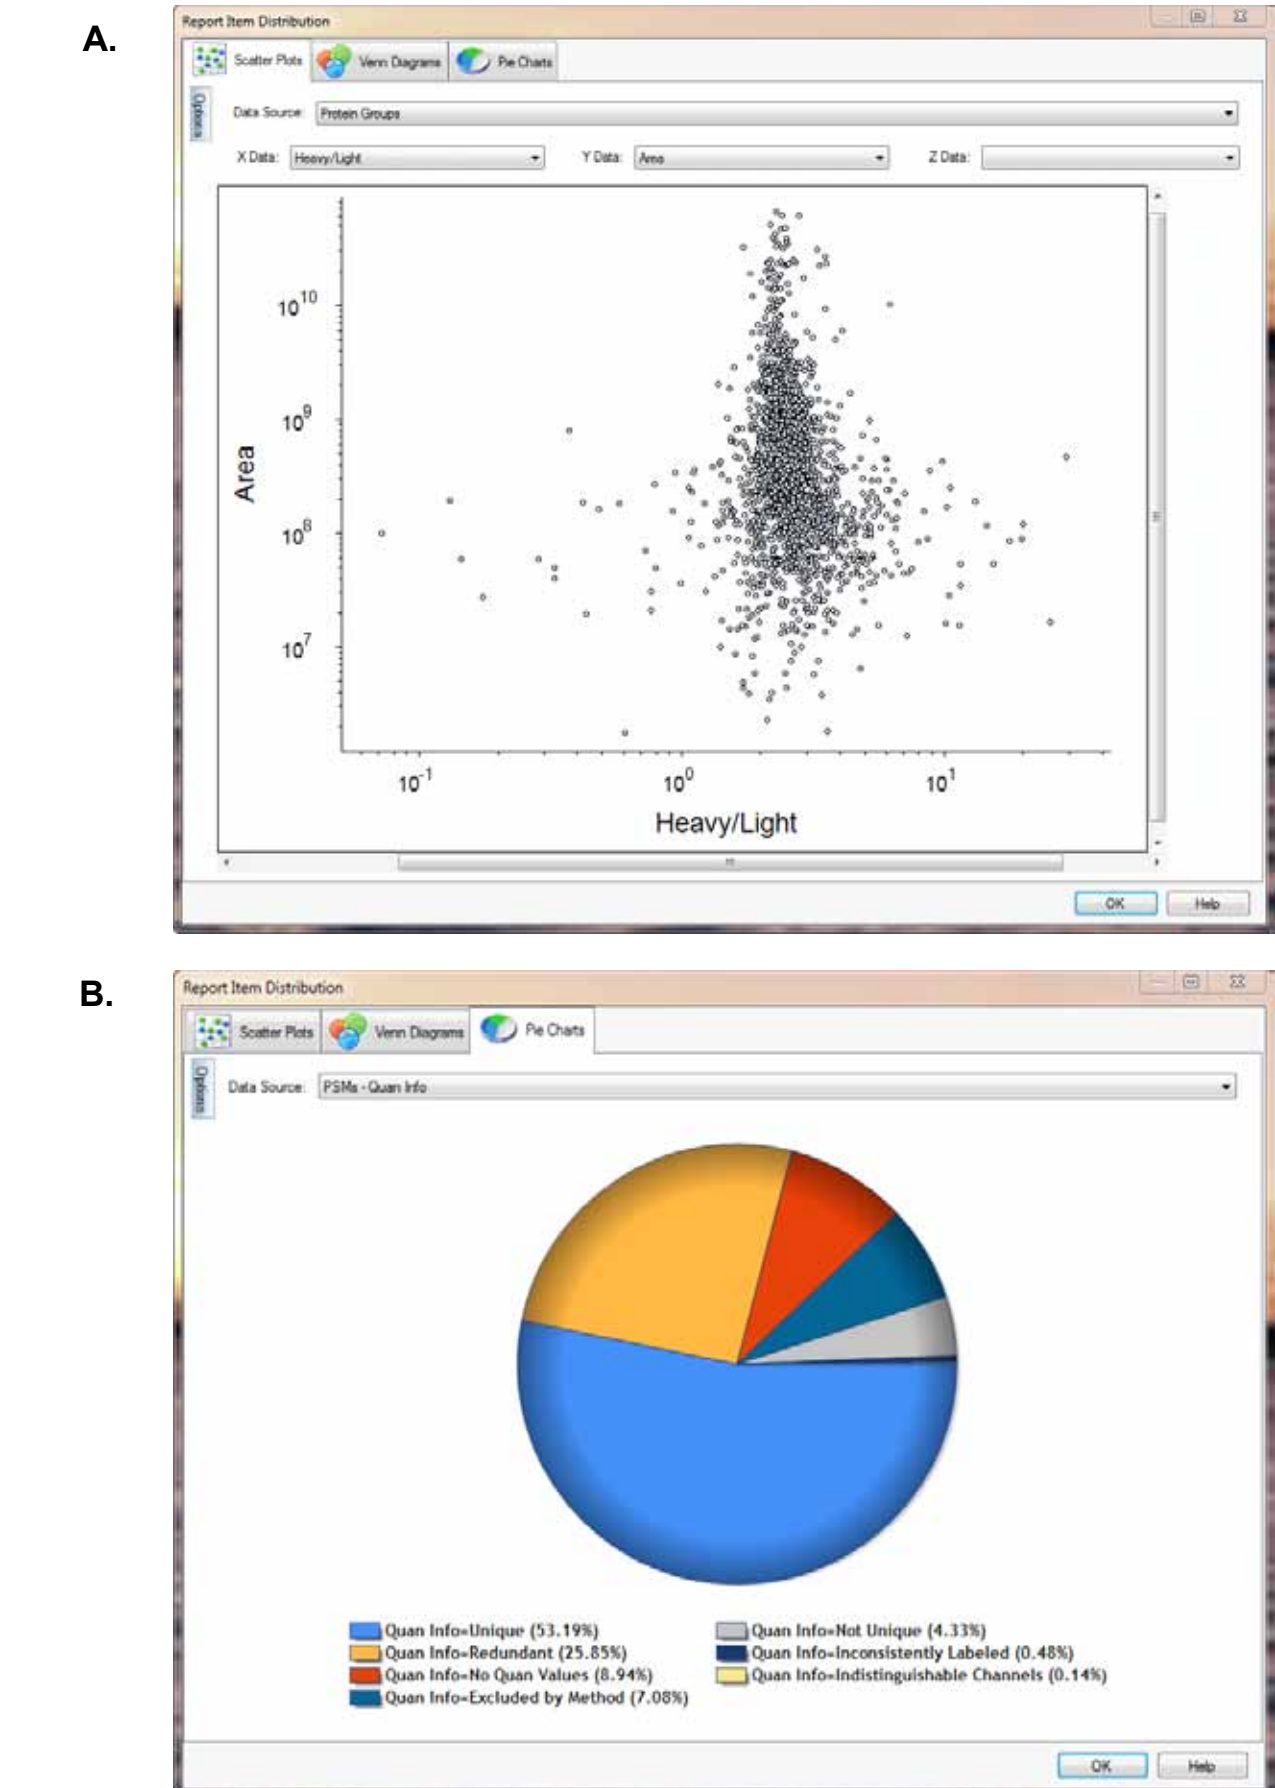 A.
Report Item Distribution
Scatter Plots Venn Diagrams Pie Charts
Options
Data Source: Protein Groups
X Data: Heavy/Light Y Data: Area Z Data:
10^10
10^9
10^8
10^7
Area
10^-1 10^0 10^1
Heavy/Light
OK Help
B.
Report Item Distribution
Scatter Plots Venn Diagrams Pie Charts
Options
Data Source: PSMs - Quan Info
Quan Info=Unique (53.19%) Quan Info=Not Unique (4.33%)
Quan Info=Redundant (25.85%) Quan Info=Inconsistently Labeled (0.48%)
Quan Info=No Quan Values (8.94%) Quan Info=Indistinguishable Channels (0.14%)
Quan Info=Excluded by Method (7.08%)
OK Help